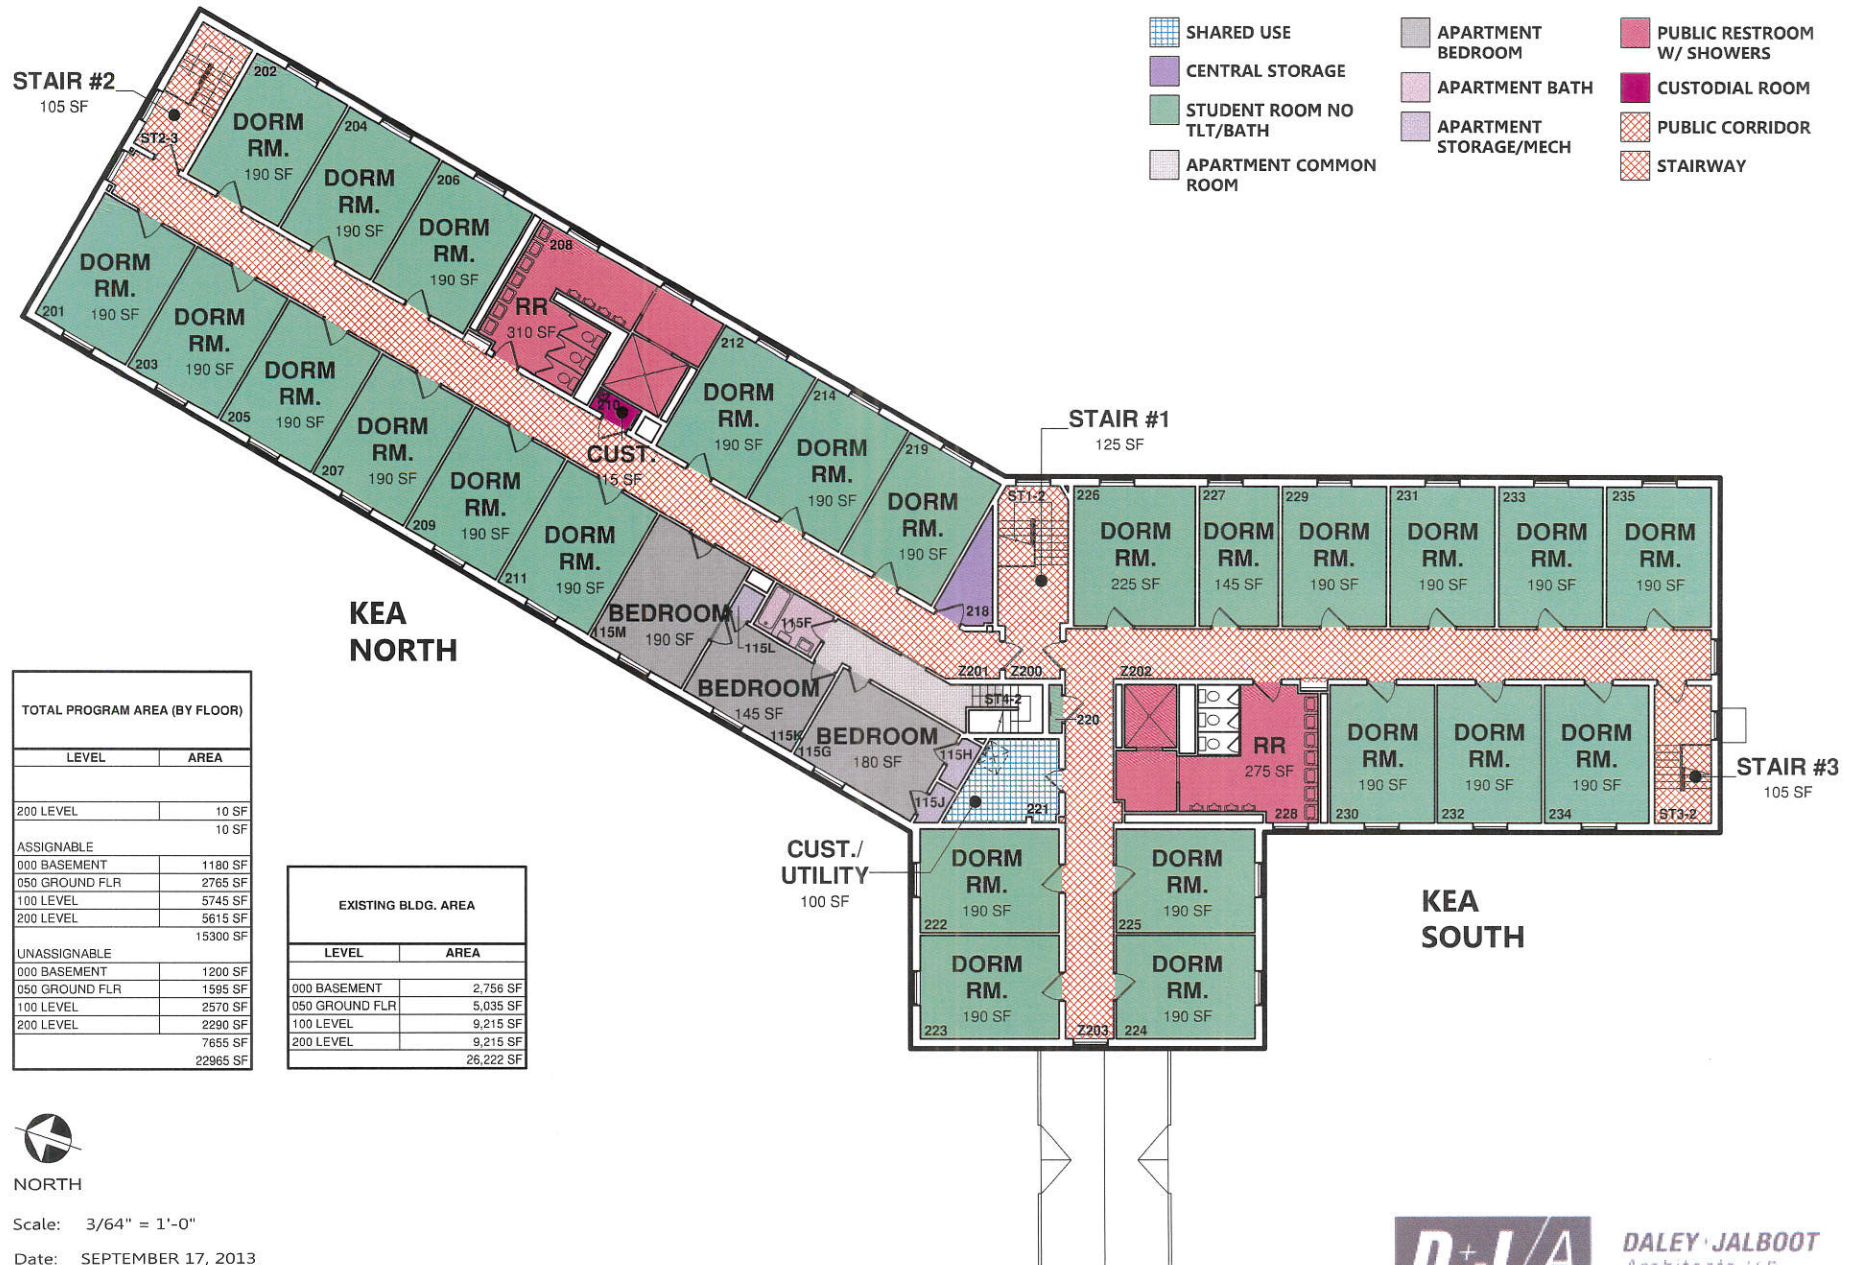 SHARED USE
CENTRAL STORAGE
STUDENT ROOM NO
TLT/BATH
APARTMENT COMMON
ROOM
APARTMENT
BEDROOM
APARTMENT BATH
APARTMENT
STORAGE/MECH
PUBLIC RESTROOM
W/ SHOWERS
CUSTODIAL ROOM
PUBLIC CORRIDOR
STAIRWAY
STAIR #2
105 SF
ST2-3
202
DORM
RM.
190 SF
204
DORM
RM.
190 SF
206
DORM
RM.
190 SF
208
RR
310 SF
210
CUST.
15 SF
212
DORM
RM.
190 SF
214
DORM
RM.
190 SF
219
DORM
RM.
190 SF
218
DORM
RM.
190 SF
201
DORM
RM.
190 SF
203
DORM
RM.
190 SF
205
DORM
RM.
190 SF
207
DORM
RM.
190 SF
209
DORM
RM.
190 SF
211
BEDROOM
190 SF
115M
115L
115F
BEDROOM
145 SF
115K
115G
BEDROOM
180 SF
115H
115J
KEA
NORTH
STAIR #1
125 SF
ST1-2
Z201
Z200
Z202
ST4-2
220
221
CUST./
UTILITY
100 SF
226
DORM
RM.
225 SF
227
DORM
RM.
145 SF
229
DORM
RM.
190 SF
231
DORM
RM.
190 SF
233
DORM
RM.
190 SF
235
DORM
RM.
190 SF
RR
275 SF
228
DORM
RM.
190 SF
230
DORM
RM.
190 SF
232
DORM
RM.
190 SF
234
ST3-2
STAIR #3
105 SF
DORM
RM.
190 SF
222
DORM
RM.
190 SF
225
DORM
RM.
190 SF
223
DORM
RM.
190 SF
224
Z203
KEA
SOUTH
TOTAL PROGRAM AREA (BY FLOOR)
LEVEL AREA
200 LEVEL 10 SF
10 SF
ASSIGNABLE
000 BASEMENT 1180 SF
050 GROUND FLR 2765 SF
100 LEVEL 5745 SF
200 LEVEL 5615 SF
15300 SF
UNASSIGNABLE
000 BASEMENT 1200 SF
050 GROUND FLR 1595 SF
100 LEVEL 2570 SF
200 LEVEL 2290 SF
7655 SF
22965 SF
EXISTING BLDG. AREA
LEVEL AREA
000 BASEMENT 2,756 SF
050 GROUND FLR 5,035 SF
100 LEVEL 9,215 SF
200 LEVEL 9,215 SF
26,222 SF
NORTH
Scale: 3/64" = 1'-0"
Date: SEPTEMBER 17, 2013
D+J/A
DALEY · JALBOOT